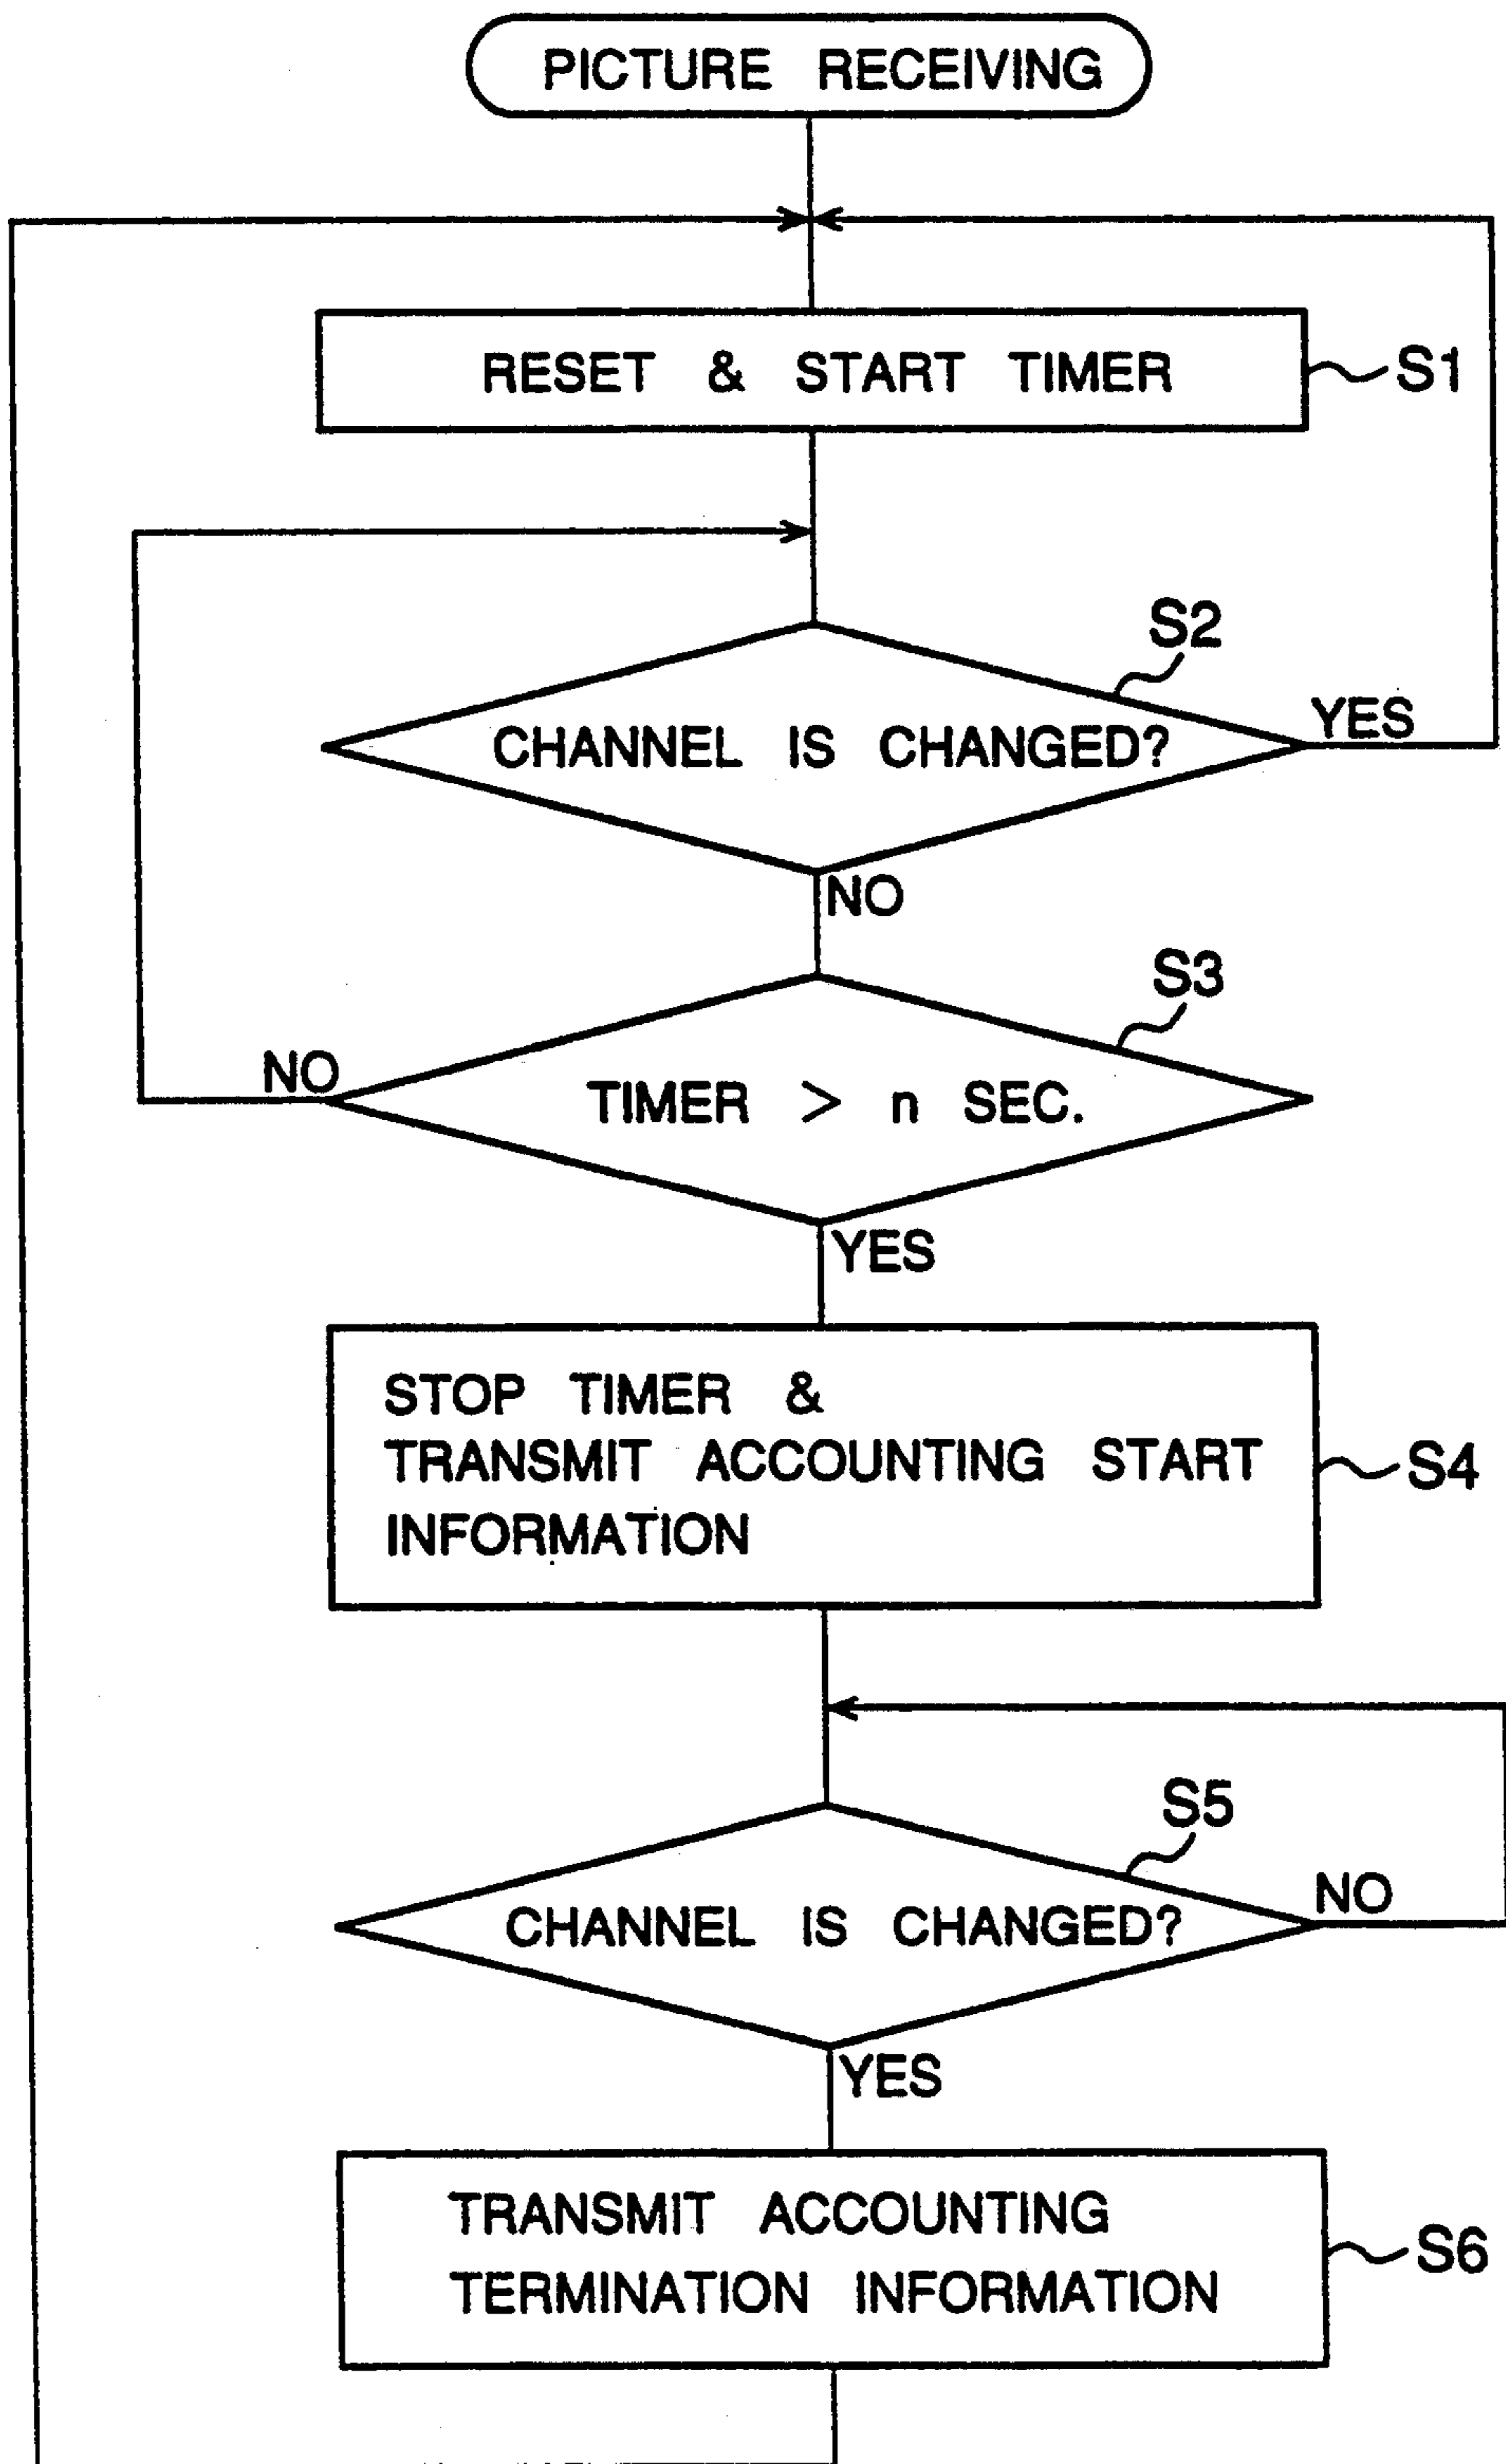 PICTURE RECEIVING
RESET & START TIMER
S1
S2
CHANNEL IS CHANGED?
YES
NO
S3
NO
TIMER > n SEC.
YES
STOP TIMER &
TRANSMIT ACCOUNTING START
INFORMATION
S4
S5
CHANNEL IS CHANGED?
NO
YES
TRANSMIT ACCOUNTING
TERMINATION INFORMATION
S6